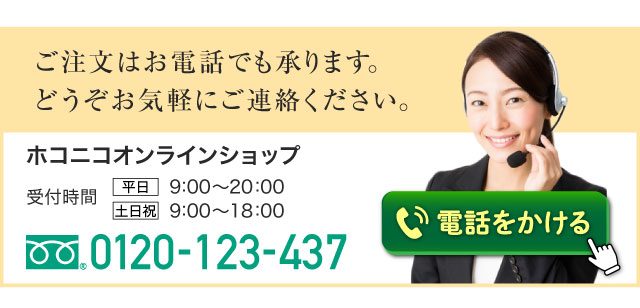 ご注文はお電話でも承ります。
どうぞお気軽にご連絡ください。
ホコニコオンラインショップ
受付時間 平日 9:00〜20:00
土日祝 9:00〜18:00
® 0120-123-437
電話をかける